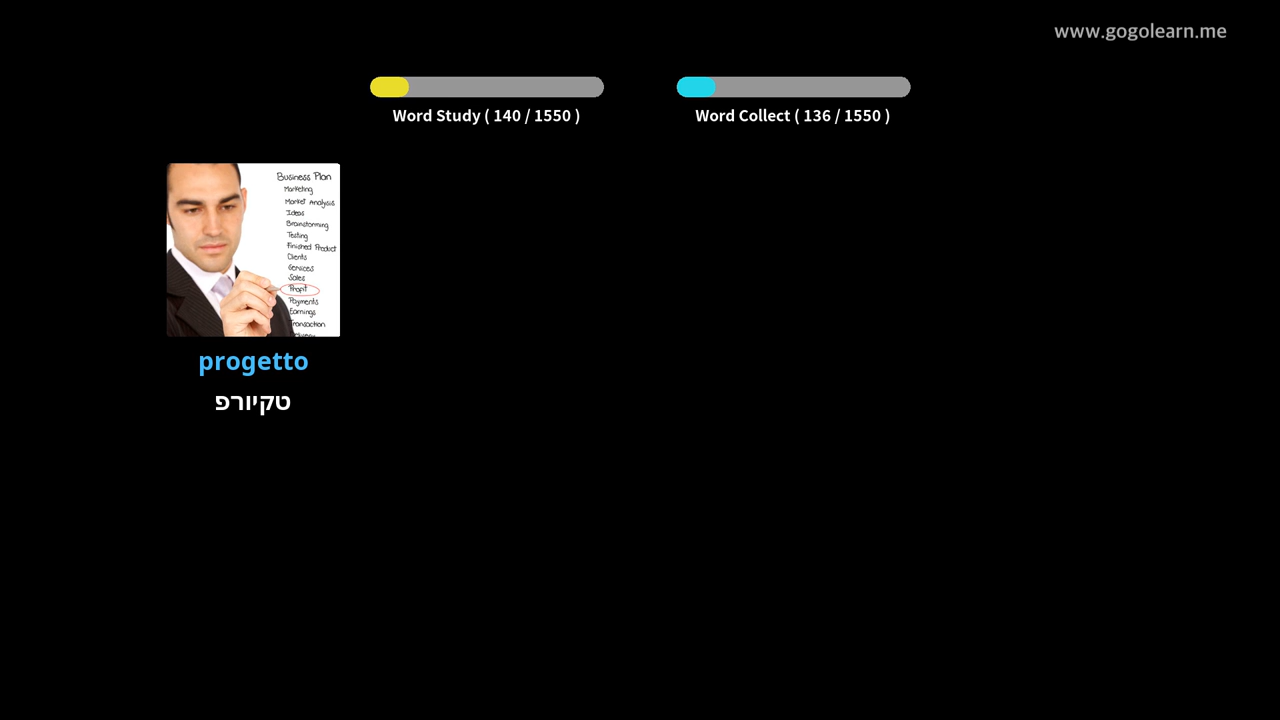 www.gogolearn.me
Word Study ( 140 / 1550 )
Word Collect ( 136 / 1550 )
Business Plan
Marketing
Market Analysis
Ideas
Brainstorming
Testing
Finished Product
Clients
Services
Sales
Profit
Payments
Earnings
Transaction
progetto
טקיורפ